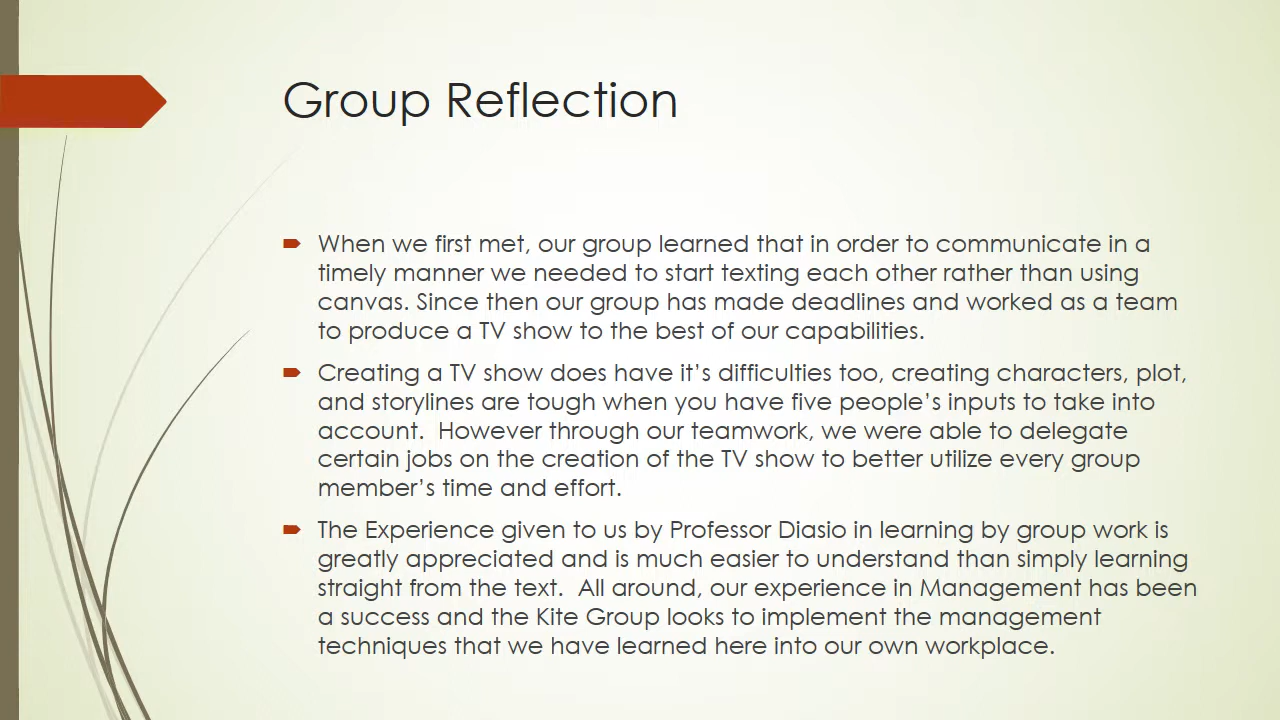 Group Reflection
When we first met, our group learned that in order to communicate in a
timely manner we needed to start texting each other rather than using
canvas. Since then our group has made deadlines and worked as a team
to produce a TV show to the best of our capabilities.
Creating a TV show does have it’s difficulties too, creating characters, plot,
and storylines are tough when you have five people’s inputs to take into
account.  However through our teamwork, we were able to delegate
certain jobs on the creation of the TV show to better utilize every group
member’s time and effort.
The Experience given to us by Professor Diasio in learning by group work is
greatly appreciated and is much easier to understand than simply learning
straight from the text.  All around, our experience in Management has been
a success and the Kite Group looks to implement the management
techniques that we have learned here into our own workplace.